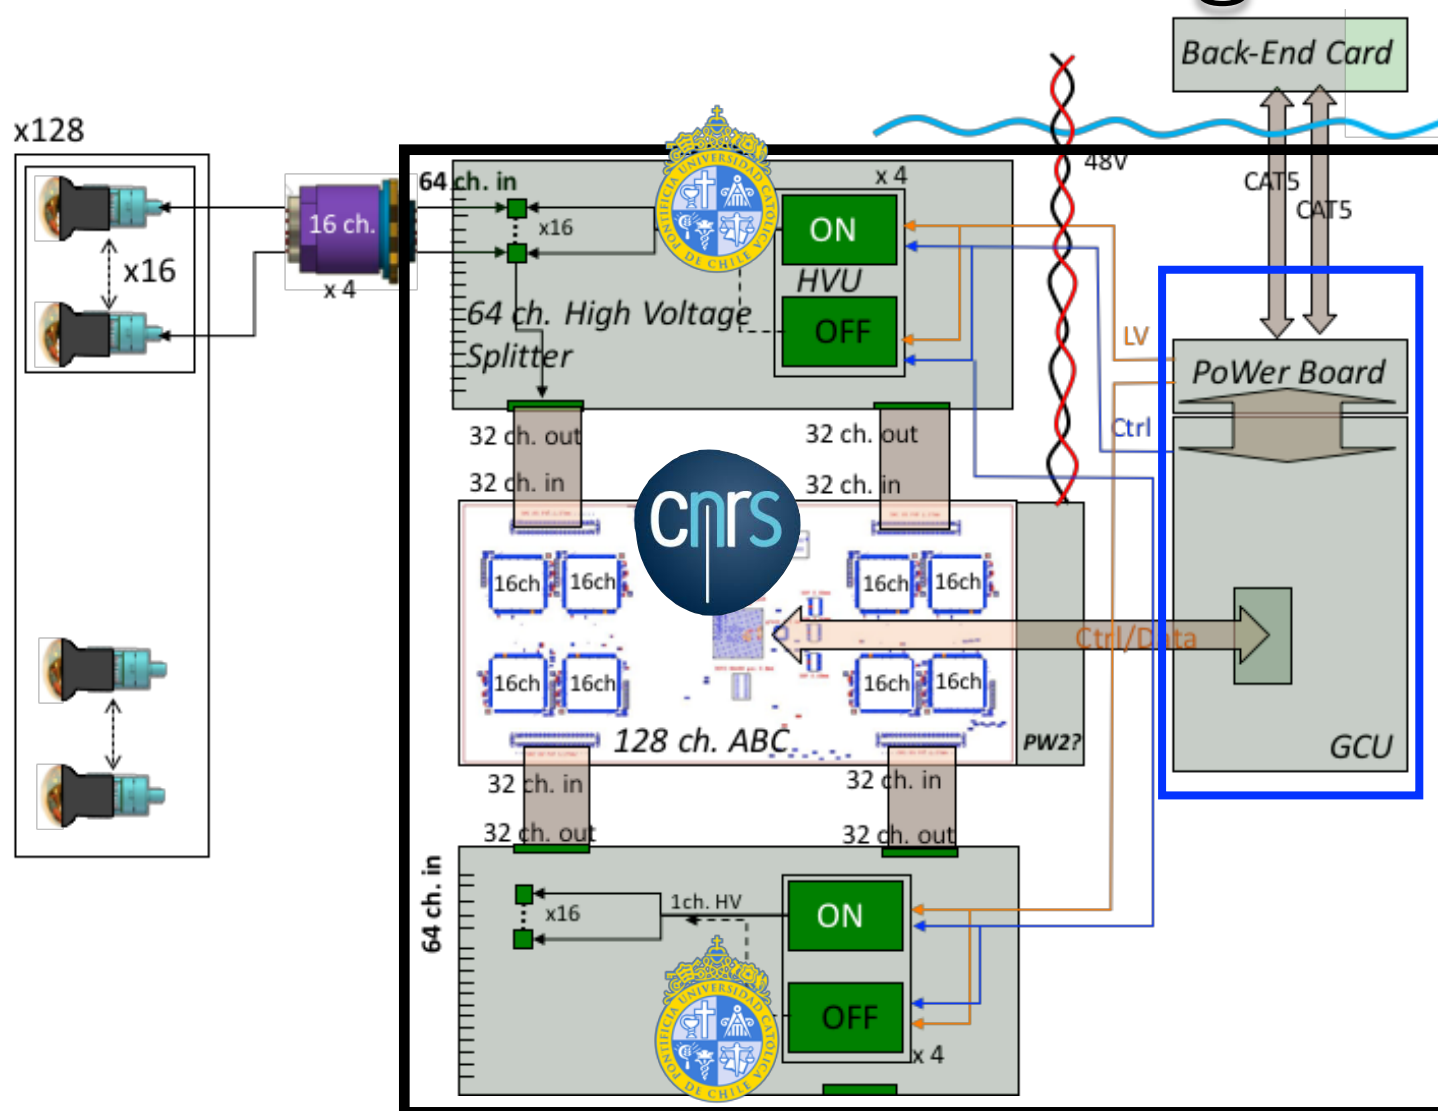 Back-End Card
x128
48V
64 ch. in
x 4
CAT5
CAT5
16 ch.
x16
ON
x16
HVU
x 4
64 ch. High Voltage
Splitter
OFF
LV
PoWer Board
Ctrl
32 ch. out
32 ch. out
32 ch. in
32 ch. in
cnrs
16ch
16ch
16ch
16ch
Ctrl/Data
16ch
16ch
16ch
16ch
128 ch. ABC
PW2?
GCU
32 ch. in
32 ch. in
32 ch. out
32 ch. out
64 ch. in
1ch. HV
x16
ON
OFF
x 4
PONTIFICIA UNIVERSIDAD CATOLICA DE CHILE
PONTIFICIA UNIVERSIDAD CATOLICA DE CHILE